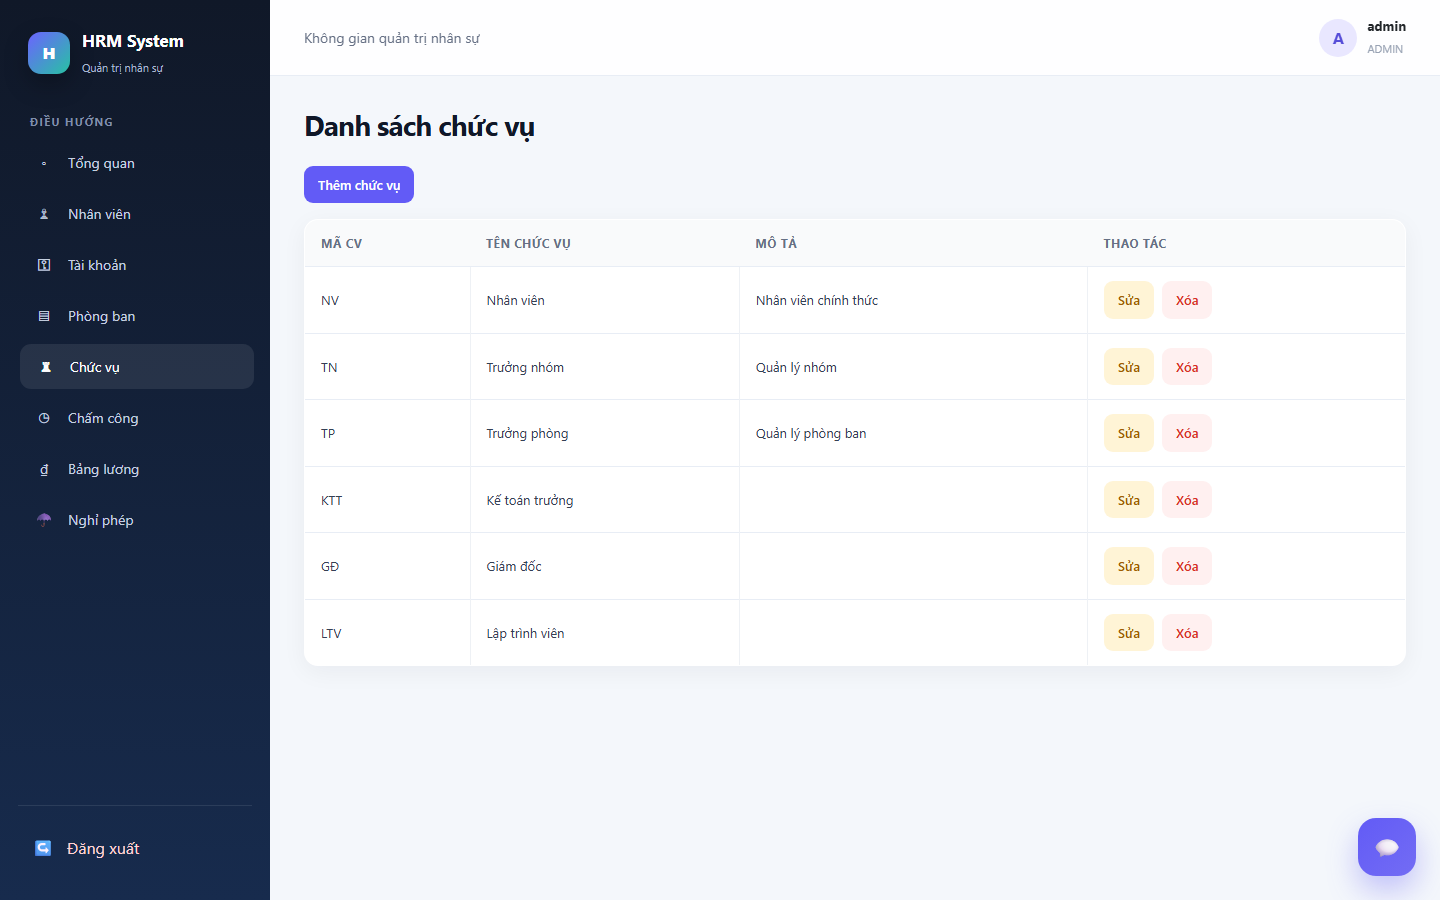 H
HRM System
Quản trị nhân sự
ĐIỀU HƯỚNG
Tổng quan
Nhân viên
Tài khoản
Phòng ban
Chức vụ
Chấm công
₫ Bảng lương
Nghỉ phép
Đăng xuất
Không gian quản trị nhân sự
A
admin
ADMIN
Danh sách chức vụ
Thêm chức vụ
MÃ CV TÊN CHỨC VỤ MÔ TẢ THAO TÁC
NV Nhân viên Nhân viên chính thức Sửa Xóa
TN Trưởng nhóm Quản lý nhóm Sửa Xóa
TP Trưởng phòng Quản lý phòng ban Sửa Xóa
KTT Kế toán trưởng Sửa Xóa
GĐ Giám đốc Sửa Xóa
LTV Lập trình viên Sửa Xóa